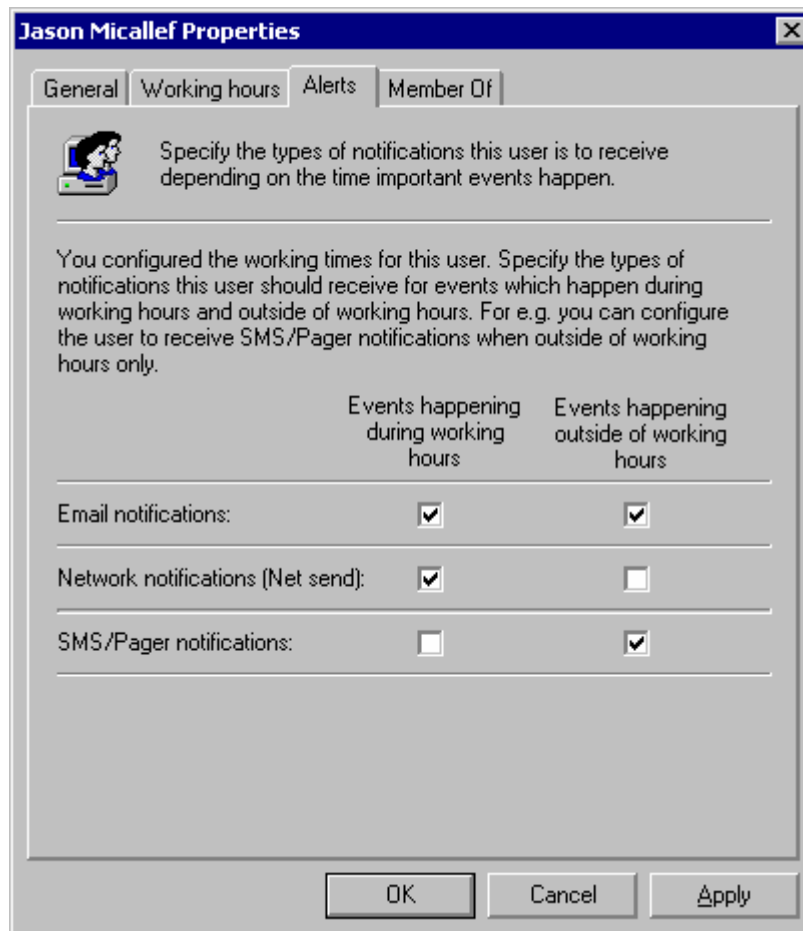 Jason Micallef Properties
General
Working hours
Alerts
Member Of
Specify the types of notifications this user is to receive
depending on the time important events happen.
You configured the working times for this user. Specify the types of
notifications this user should receive for events which happen during
working hours and outside of working hours. For e.g. you can configure
the user to receive SMS/Pager notifications when outside of working
hours only.
Events happening
during working
hours
Events happening
outside of working
hours
Email notifications:
Network notifications (Net send):
SMS/Pager notifications:
OK
Cancel
Apply